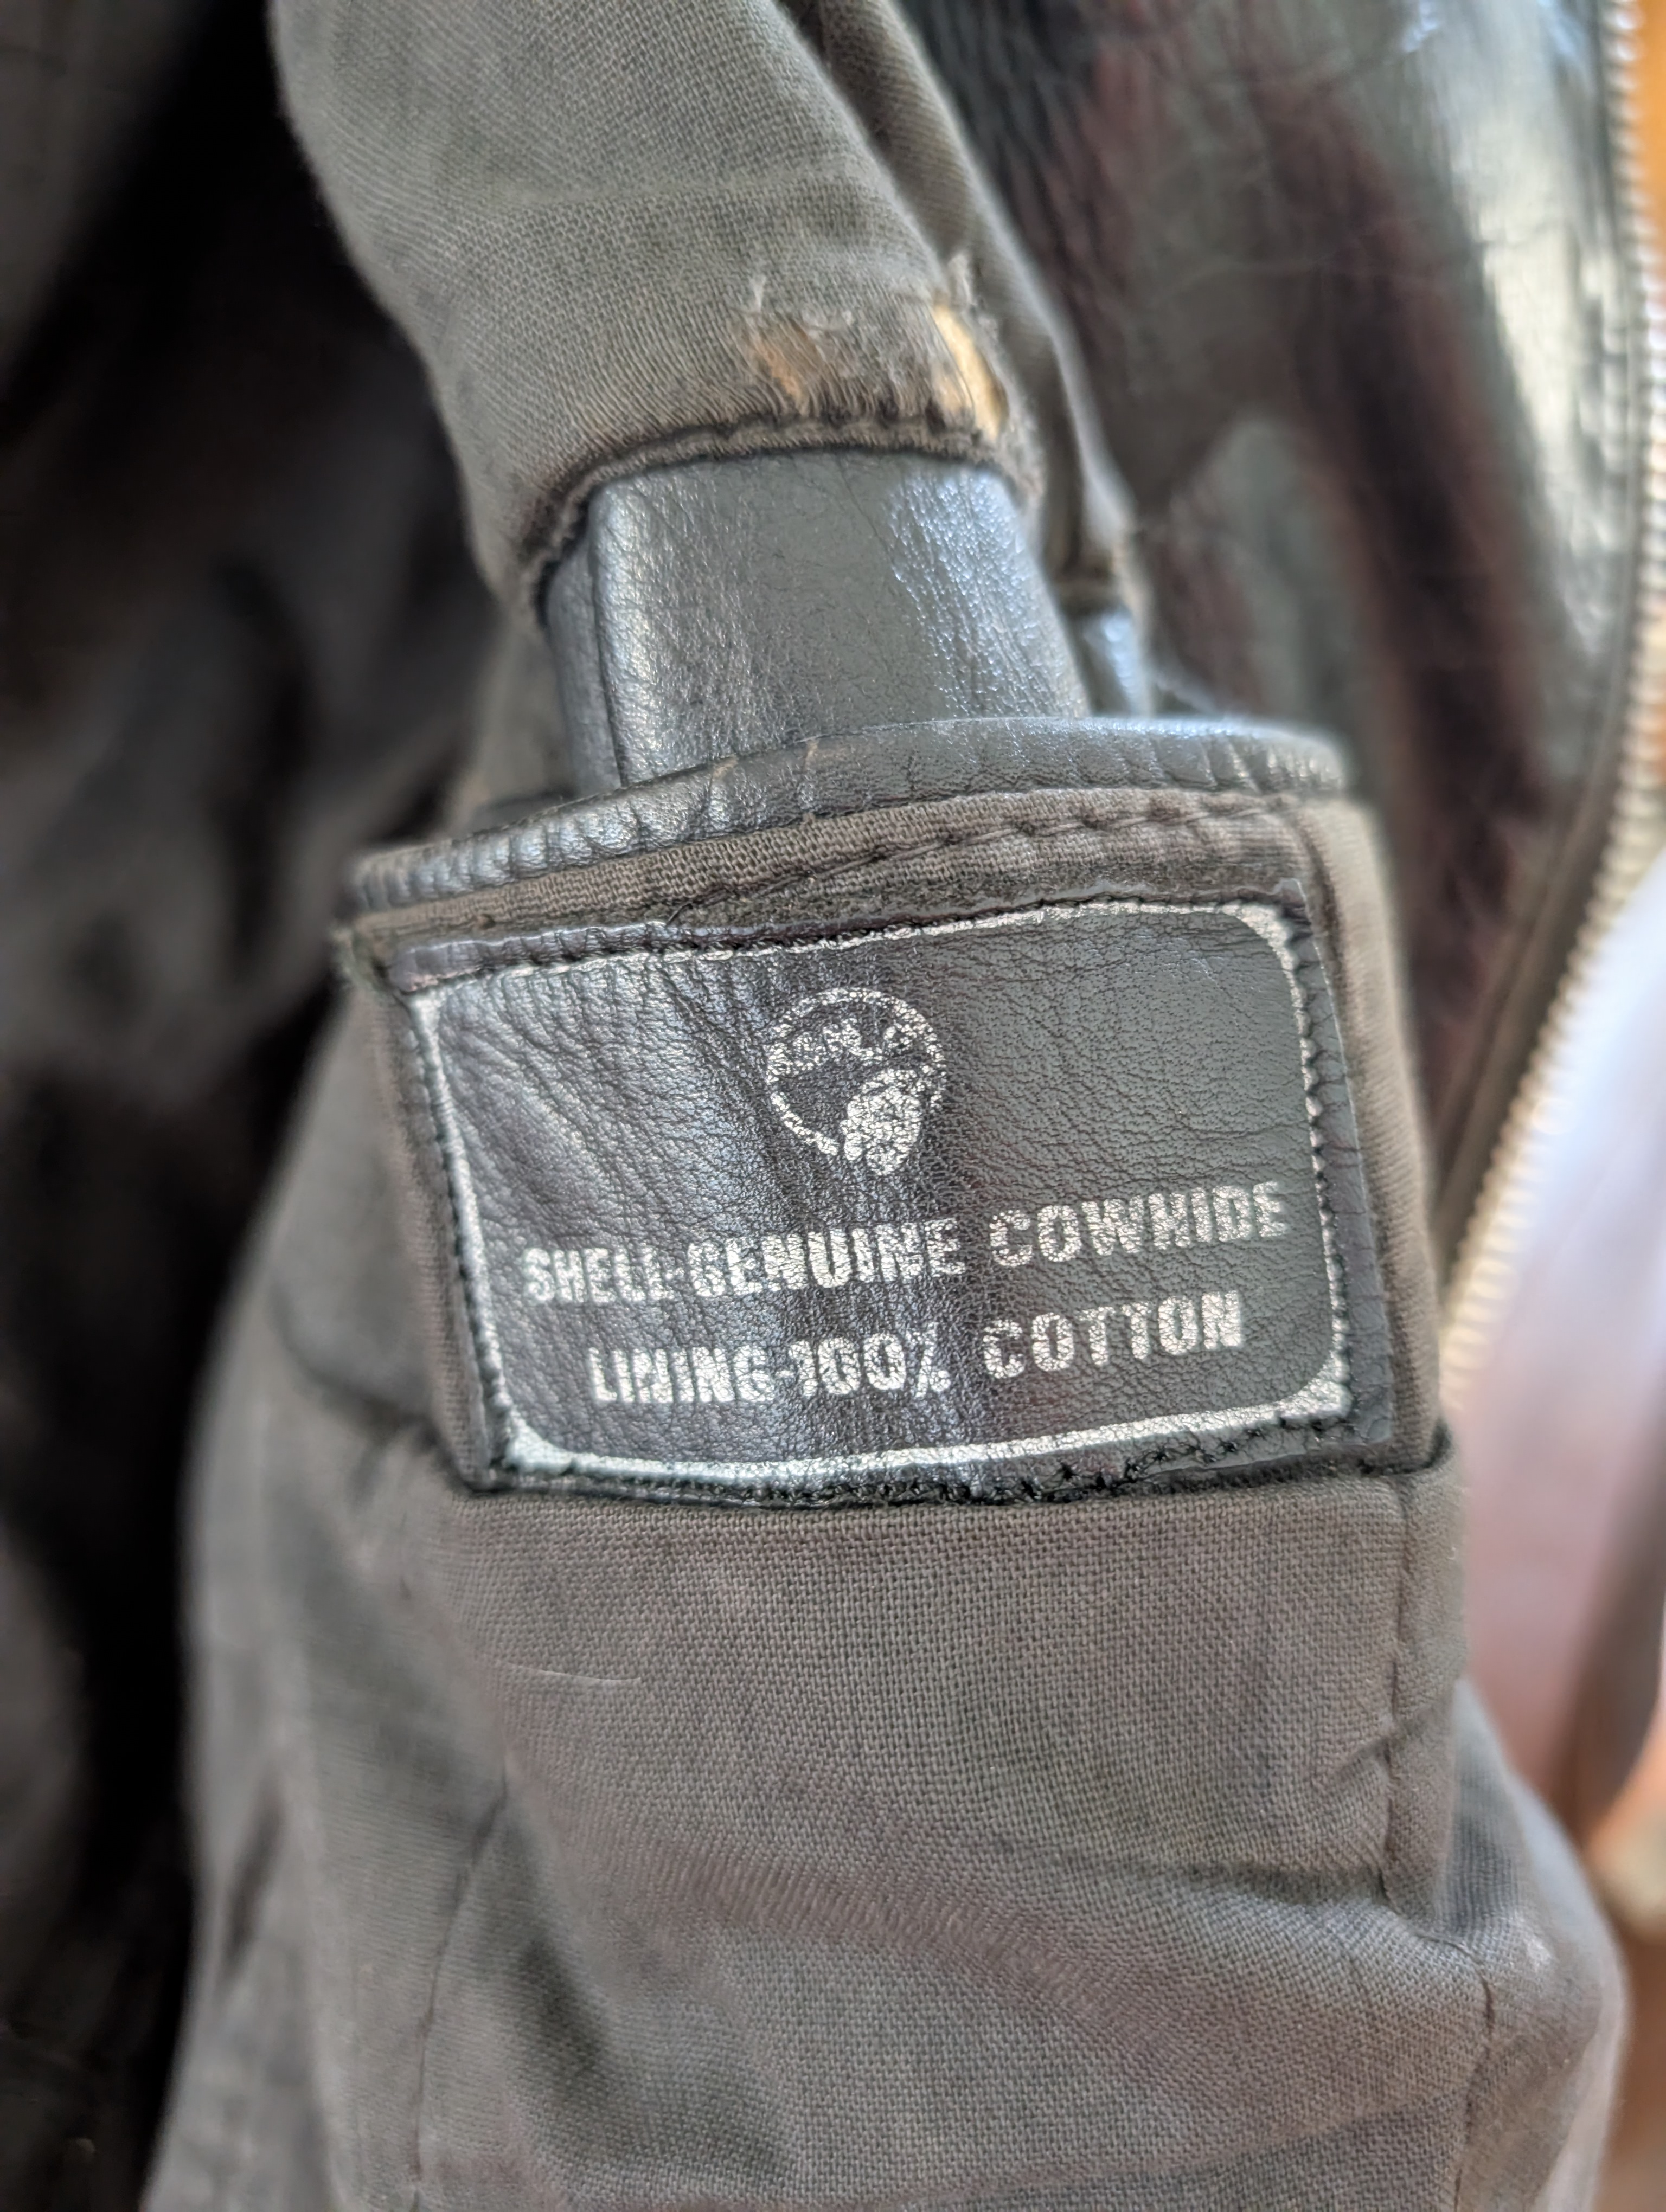 SHELL-GENUINE COWHIDE
LINING-100% COTTON